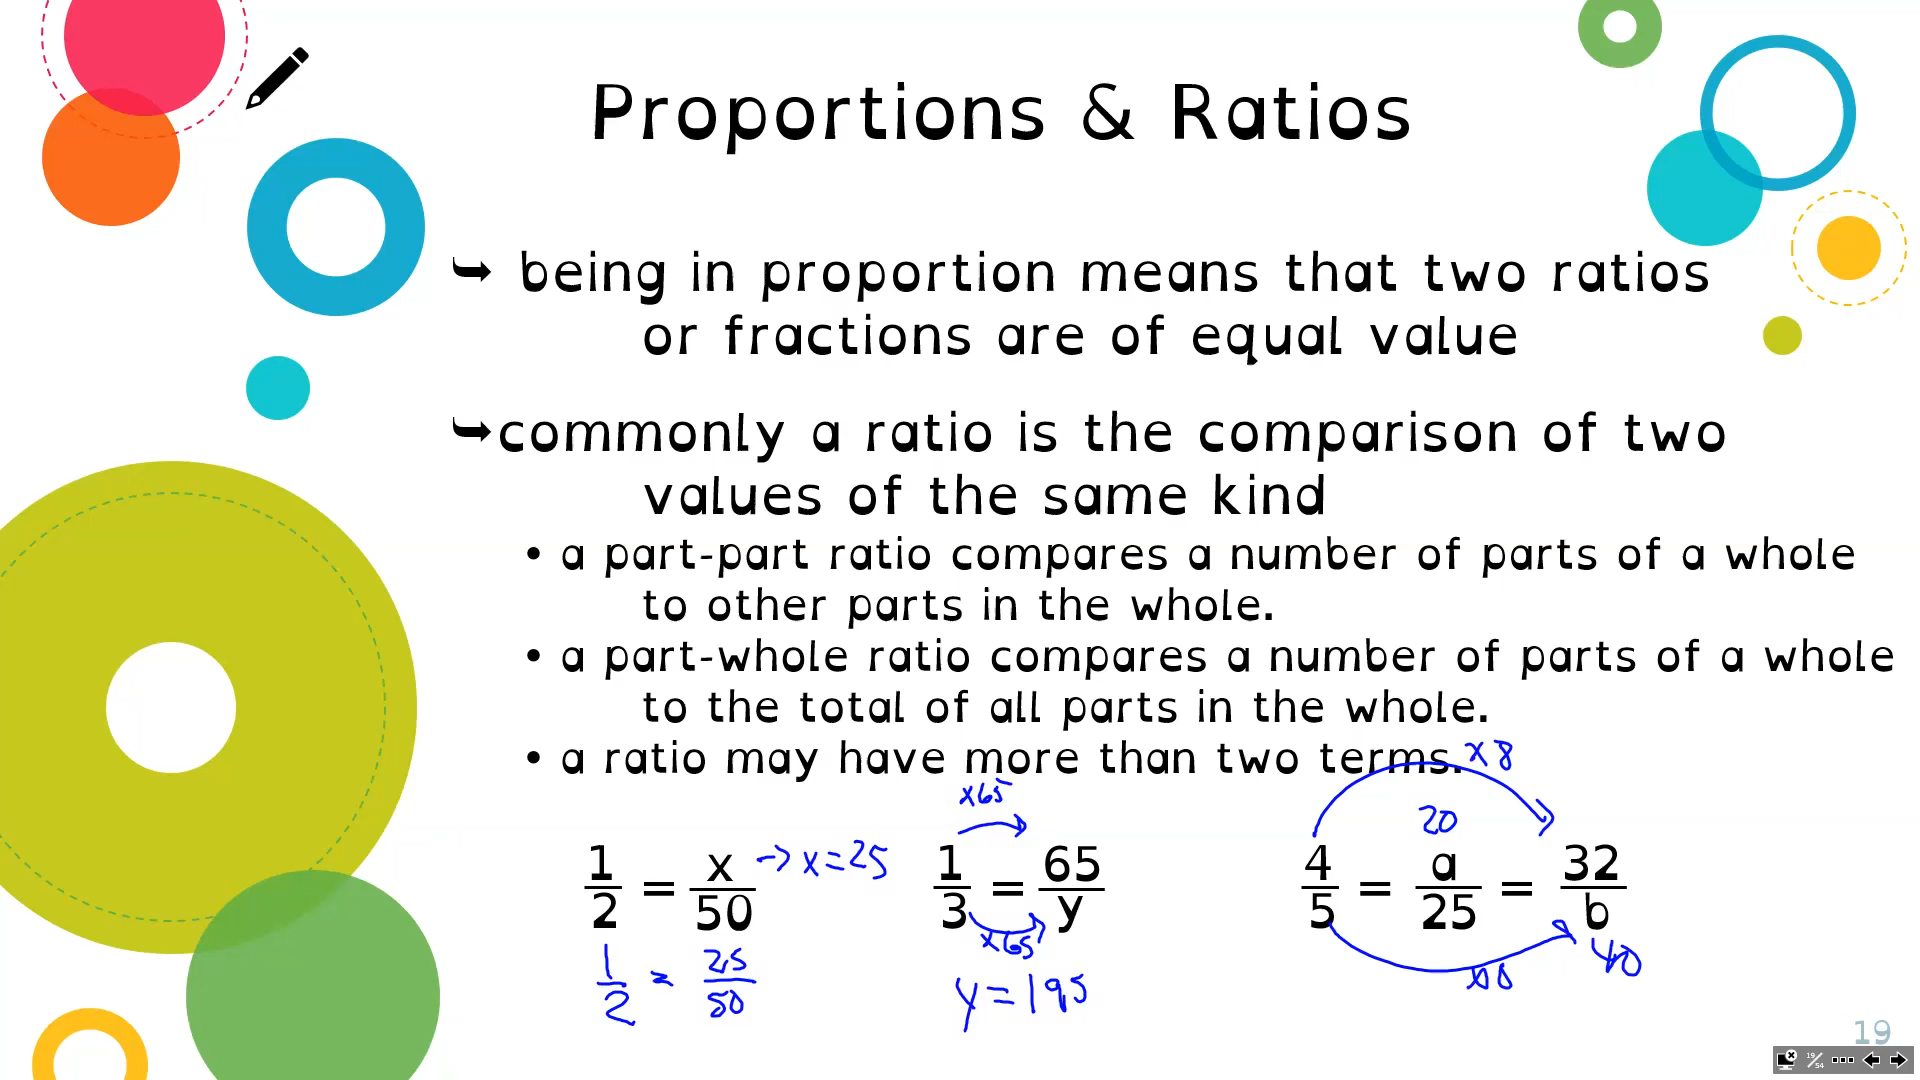 Proportions & Ratios
➥ being in proportion means that two ratios
or fractions are of equal value
➥commonly a ratio is the comparison of two
values of the same kind
• a part-part ratio compares a number of parts of a whole
to other parts in the whole.
• a part-whole ratio compares a number of parts of a whole
to the total of all parts in the whole.
• a ratio may have more than two terms.
x8
x65
20
1/2 = x/50 → x=25
1/3 = 65/y
4/5 = a/25 = 32/b
x65
40
1/2 = 25/50
y=195
19
19/54